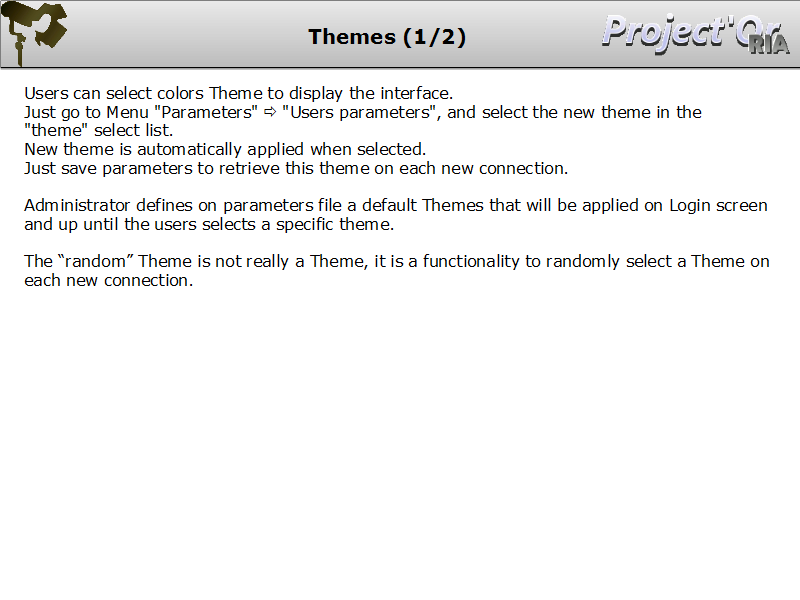 Themes (1/2)
Project'Or
RIA
Users can select colors Theme to display the interface.
Just go to Menu "Parameters" ⇨ "Users parameters", and select the new theme in the
"theme" select list.
New theme is automatically applied when selected.
Just save parameters to retrieve this theme on each new connection.
Administrator defines on parameters file a default Themes that will be applied on Login screen
and up until the users selects a specific theme.
The “random” Theme is not really a Theme, it is a functionality to randomly select a Theme on
each new connection.